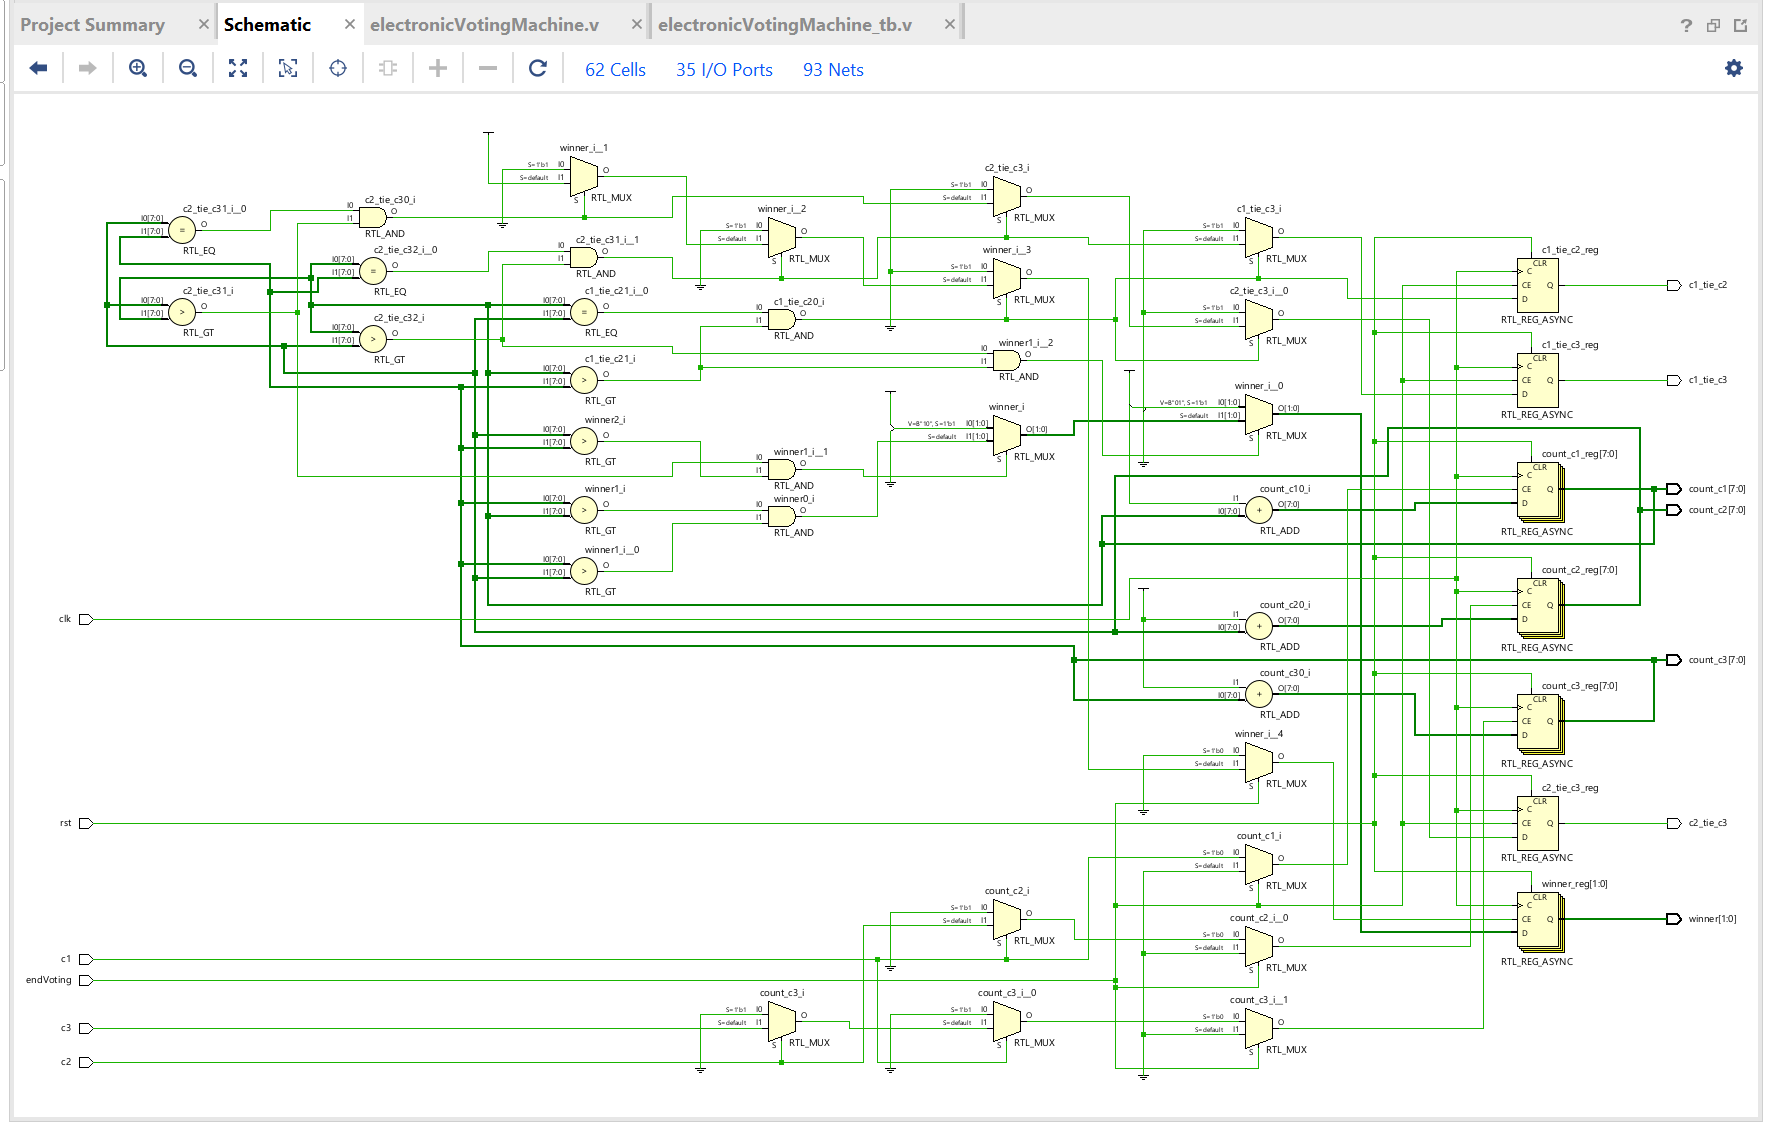 Project Summary × Schematic × electronicVotingMachine.v × electronicVotingMachine_tb.v × ?
62 Cells 35 I/O Ports 93 Nets
winner_i__1
S=1'b1 I0
S=default I1
O
S
RTL_MUX
c2_tie_c3_i
S=1'b1 I0
S=default I1
O
S
RTL_MUX
c2_tie_c31_i__0
I0[7:0]
I1[7:0]
O
=
RTL_EQ
c2_tie_c30_i
I0
I1
O
RTL_AND
winner_i__2
S=1'b1 I0
S=default I1
O
S
RTL_MUX
c1_tie_c3_i
S=1'b1 I0
S=default I1
O
S
RTL_MUX
c2_tie_c32_i__0
I0[7:0]
I1[7:0]
O
=
RTL_EQ
c2_tie_c31_i__1
I0
I1
O
RTL_AND
winner_i__3
S=1'b1 I0
S=default I1
O
S
RTL_MUX
c1_tie_c2_reg
CLR
C
CE Q
D
RTL_REG_ASYNC
c1_tie_c2
c2_tie_c31_i
I0[7:0]
I1[7:0]
O
>
RTL_GT
c1_tie_c21_i__0
I0[7:0]
I1[7:0]
O
=
RTL_EQ
c1_tie_c20_i
I0
I1
O
RTL_AND
c2_tie_c3_i__0
S=1'b1 I0
S=default I1
O
S
RTL_MUX
c2_tie_c32_i
I0[7:0]
I1[7:0]
O
>
RTL_GT
c1_tie_c21_i
I0[7:0]
I1[7:0]
O
>
RTL_GT
winner1_i__2
I0
I1
O
RTL_AND
c1_tie_c3_reg
CLR
C
CE Q
D
RTL_REG_ASYNC
c1_tie_c3
winner_i__0
V=B"01", S=1'b1 I0[1:0]
S=default I1[1:0]
O[1:0]
S
RTL_MUX
winner2_i
I0[7:0]
I1[7:0]
O
>
RTL_GT
winner_i
V=B"10", S=1'b1 I0[1:0]
S=default I1[1:0]
O[1:0]
S
RTL_MUX
winner1_i__1
I0
I1
O
RTL_AND
count_c1_reg[7:0]
CLR
C
CE Q
D
RTL_REG_ASYNC
count_c1[7:0]
count_c2[7:0]
winner1_i
I0[7:0]
I1[7:0]
O
>
RTL_GT
winner0_i
I0
I1
O
RTL_AND
count_c10_i
I1
I0[7:0]
O[7:0]
+
RTL_ADD
winner1_i__0
I0[7:0]
I1[7:0]
O
>
RTL_GT
count_c2_reg[7:0]
CLR
C
CE Q
D
RTL_REG_ASYNC
clk
count_c20_i
I1
I0[7:0]
O[7:0]
+
RTL_ADD
count_c3[7:0]
count_c30_i
I1
I0[7:0]
O[7:0]
+
RTL_ADD
count_c3_reg[7:0]
CLR
C
CE Q
D
RTL_REG_ASYNC
winner_i__4
S=1'b0 I0
S=default I1
O
S
RTL_MUX
c2_tie_c3_reg
CLR
C
CE Q
D
RTL_REG_ASYNC
rst
c2_tie_c3
count_c1_i
S=1'b0 I0
S=default I1
O
S
RTL_MUX
count_c2_i
S=1'b1 I0
S=default I1
O
S
RTL_MUX
winner_reg[1:0]
CLR
C
CE Q
D
RTL_REG_ASYNC
winner[1:0]
count_c2_i__0
S=1'b0 I0
S=default I1
O
S
RTL_MUX
c1
endVoting
count_c3_i
S=1'b1 I0
S=default I1
O
S
RTL_MUX
count_c3_i__0
S=1'b1 I0
S=default I1
O
S
RTL_MUX
count_c3_i__1
S=1'b0 I0
S=default I1
O
S
RTL_MUX
c3
c2